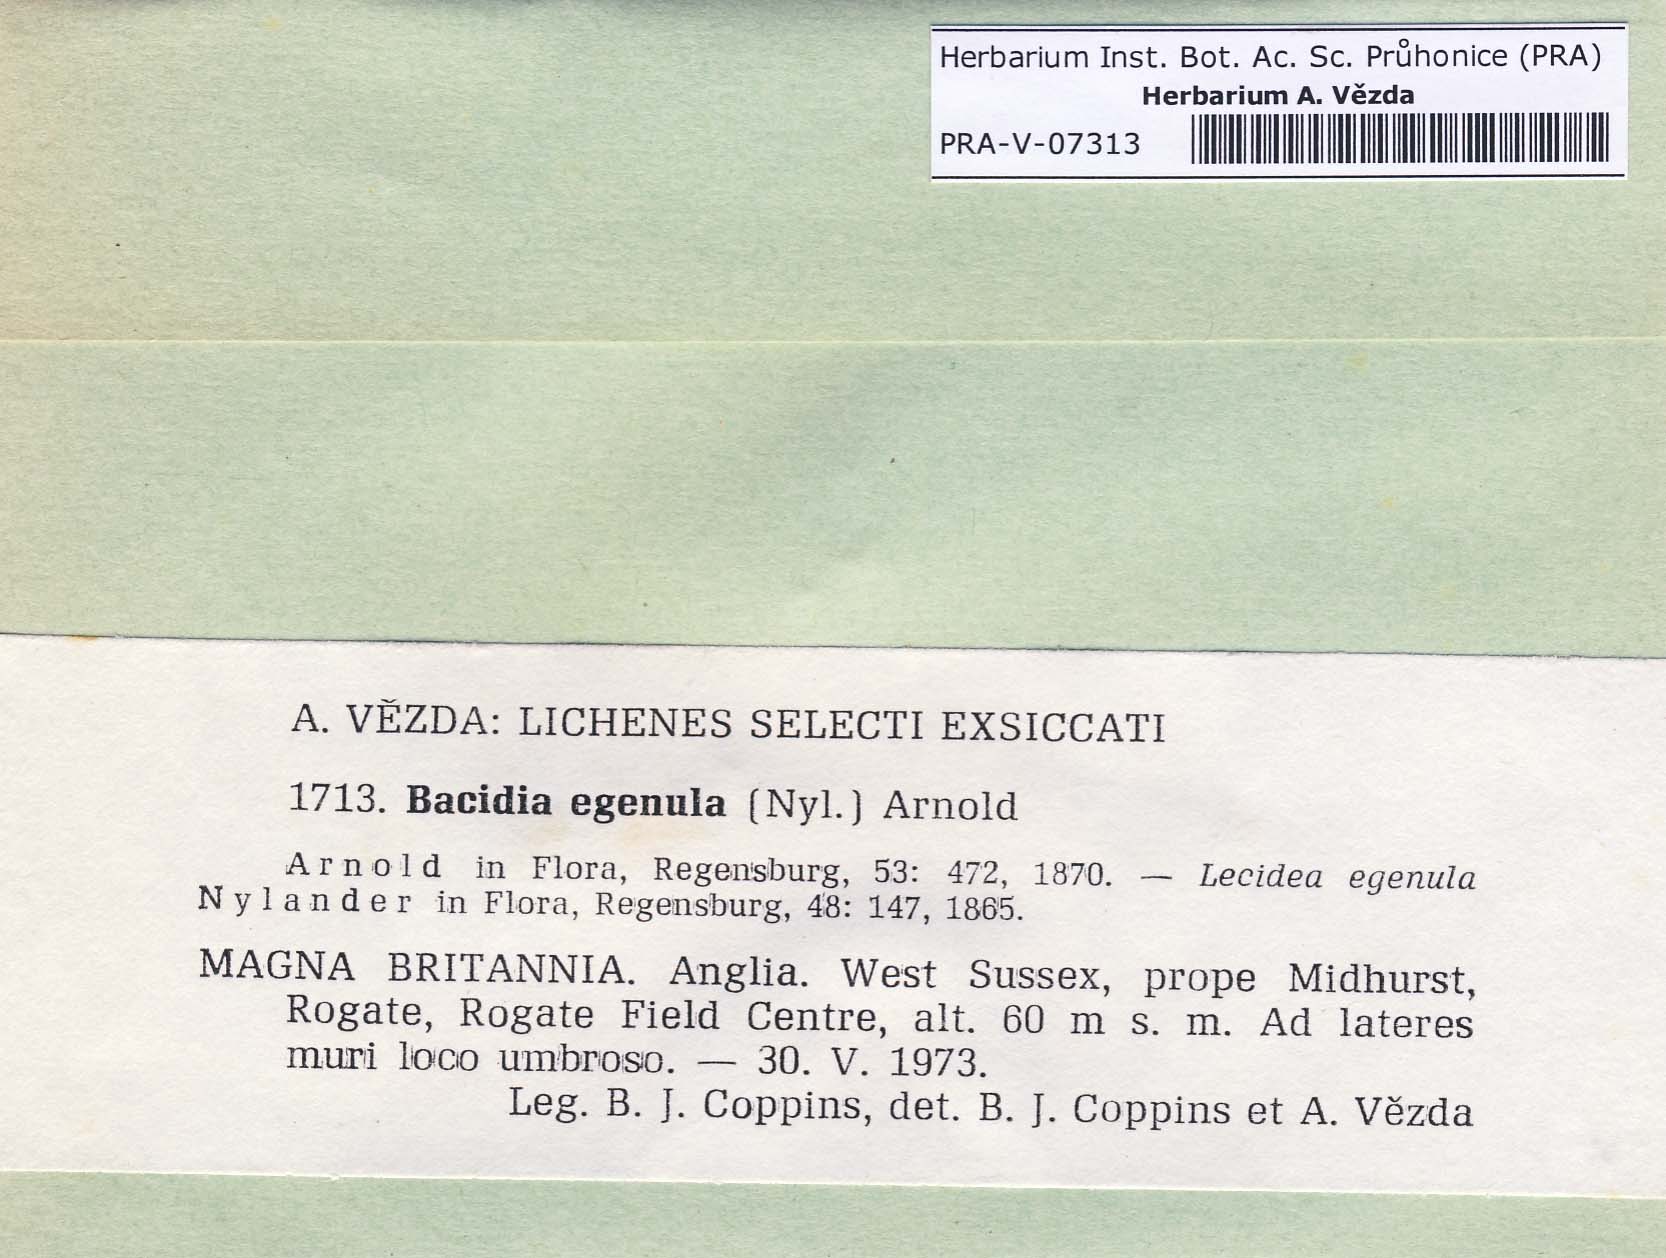 Herbarium Inst. Bot. Ac. Sc. Průhonice (PRA)
Herbarium A. Vězda
PRA-V-07313
A. VĚZDA: LICHENES SELECTI EXSICCATI
1713. Bacidia egenula (Nyl.) Arnold
Arnold in Flora, Regensburg, 53: 472, 1870. — Lecidea egenula
Nylander in Flora, Regensburg, 48: 147, 1865.
MAGNA BRITANNIA. Anglia. West Sussex, prope Midhurst,
Rogate, Rogate Field Centre, alt. 60 m s. m. Ad lateres
muri loco umbroso. — 30. V. 1973.
Leg. B. J. Coppins, det. B. J. Coppins et A. Vězda